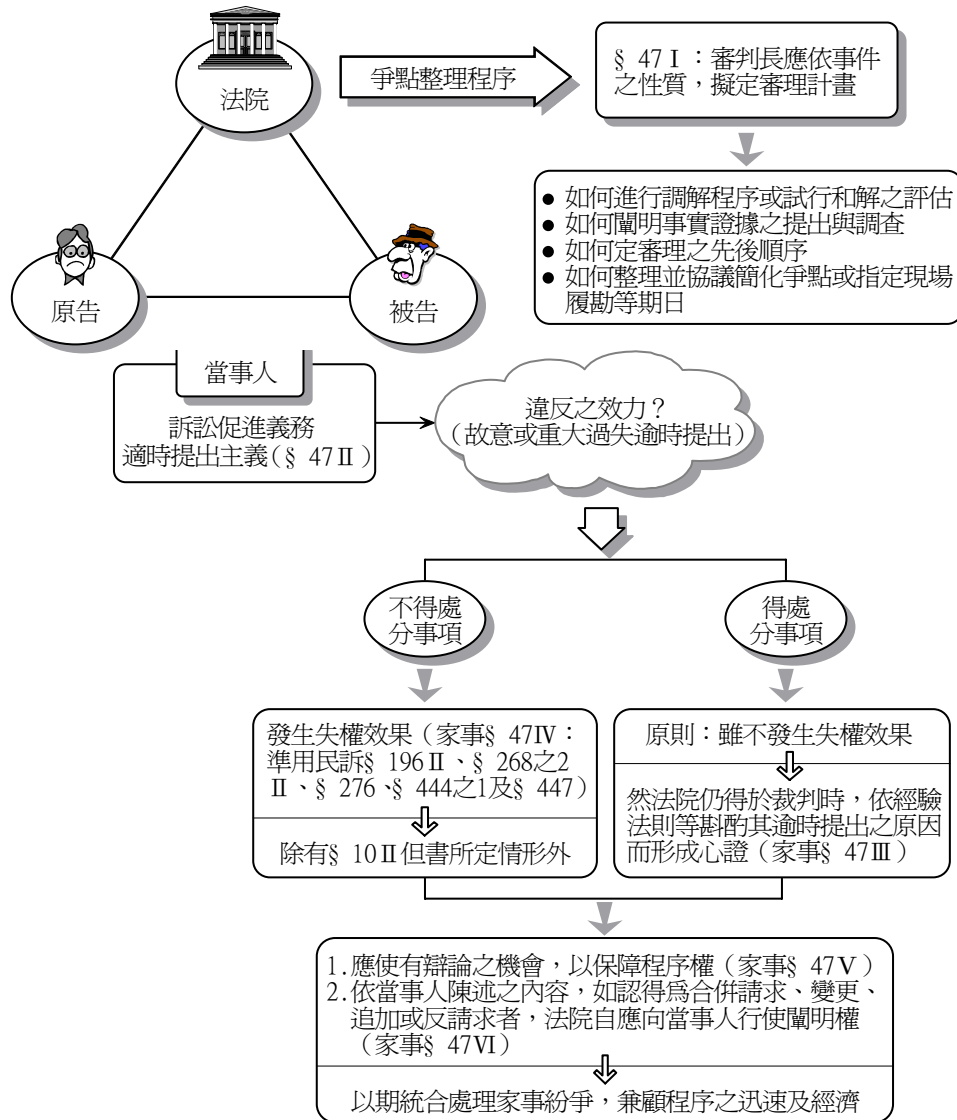 法院
爭點整理程序
§ 47Ⅰ：審判長應依事件
之性質，擬定審理計畫
● 如何進行調解程序或試行和解之評估
● 如何闡明事實證據之提出與調查
● 如何定審理之先後順序
● 如何整理並協議簡化爭點或指定現場
履勘等期日
原告
被告
當事人
訴訟促進義務
適時提出主義（§ 47Ⅱ）
違反之效力？
（故意或重大過失逾時提出）
不得處
分事項
得處
分事項
發生失權效果（家事§ 47Ⅳ：
準用民訴§ 196Ⅱ、§ 268之2
Ⅱ、§ 276、§ 444之1及§ 447）
除有§ 10Ⅱ但書所定情形外
原則：雖不發生失權效果
然法院仍得於裁判時，依經驗
法則等斟酌其逾時提出之原因
而形成心證（家事§ 47Ⅲ）
1.應使有辯論之機會，以保障程序權（家事§ 47Ⅴ）
2.依當事人陳述之內容，如認得為合併請求、變更、
追加或反請求者，法院自應向當事人行使闡明權
（家事§ 47Ⅵ）
以期統合處理家事紛爭，兼顧程序之迅速及經濟